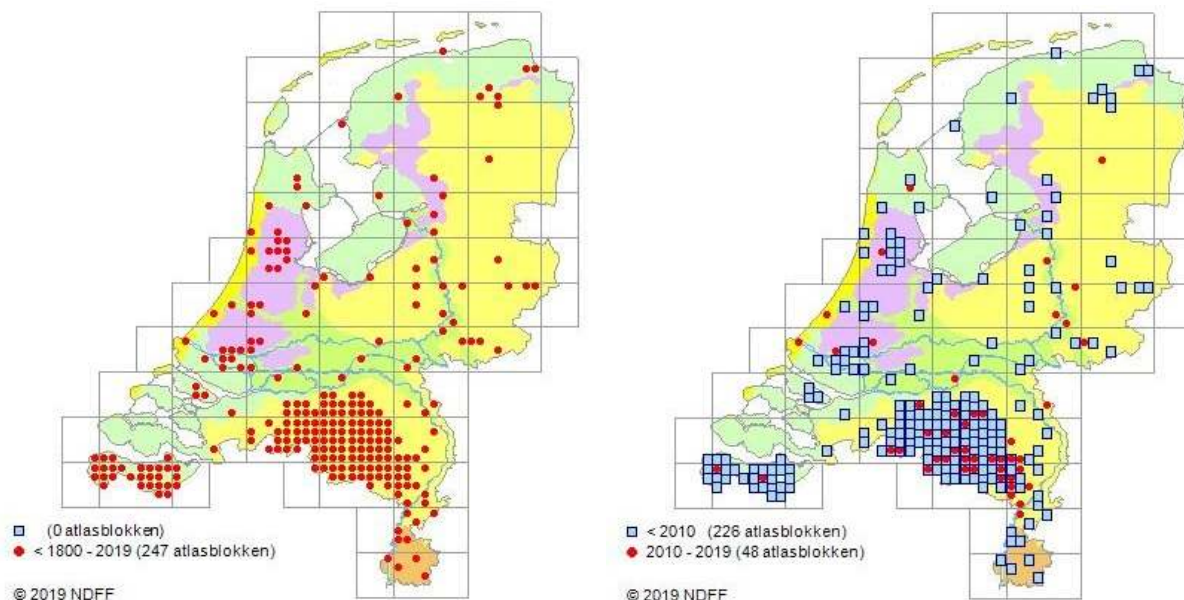 (0 atlasblokken)
< 1800 - 2019 (247 atlasblokken)
© 2019 NDFF
< 2010 (226 atlasblokken)
2010 - 2019 (48 atlasblokken)
© 2019 NDFF